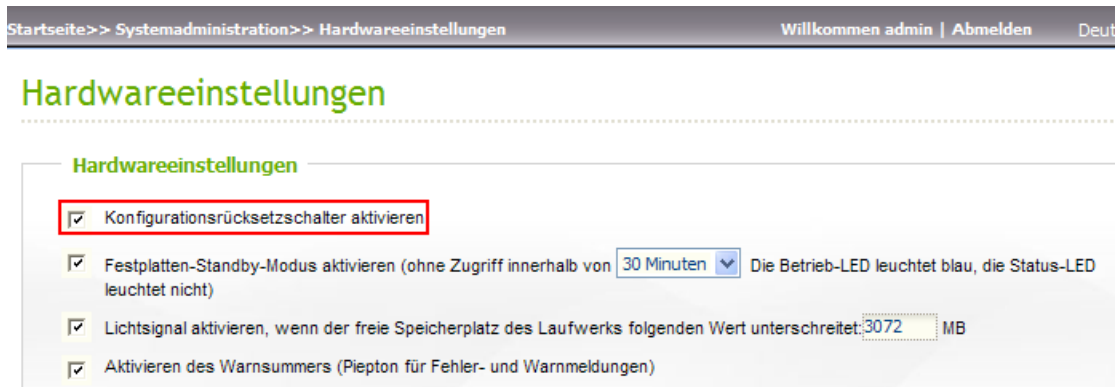 Startseite>> Systemadministration>> Hardwareeinstellungen Willkommen admin | Abmelden
Hardwareeinstellungen
Hardwareeinstellungen
Konfigurationsrücksetzschalter aktivieren
Festplatten-Standby-Modus aktivieren (ohne Zugriff innerhalb von 30 Minuten Die Betrieb-LED leuchtet blau, die Status-LED
leuchtet nicht)
Lichtsignal aktivieren, wenn der freie Speicherplatz des Laufwerks folgenden Wert unterschreitet: 3072 MB
Aktivieren des Warnsummers (Piepton für Fehler- und Warnmeldungen)